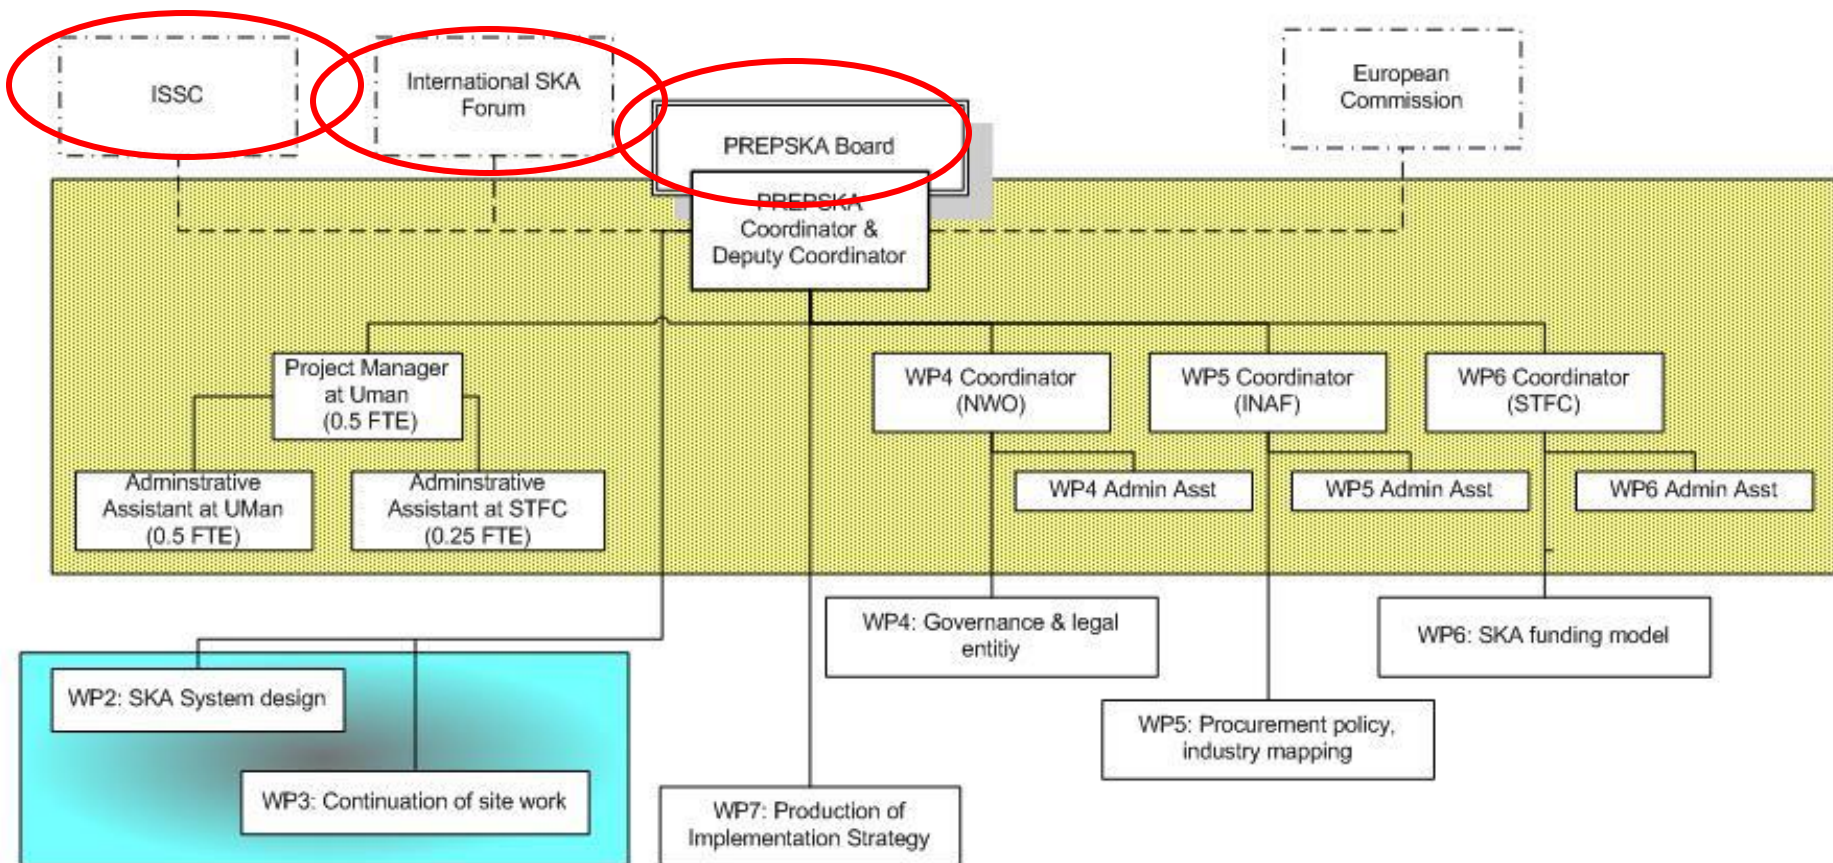 ISSC
International SKA
Forum
PREPSKA Board
European
Commission
PREPSKA
Coordinator &
Deputy Coordinator
Project Manager
at Uman
(0.5 FTE)
WP4 Coordinator
(NWO)
WP5 Coordinator
(INAF)
WP6 Coordinator
(STFC)
Adminstrative
Assistant at UMan
(0.5 FTE)
Adminstrative
Assistant at STFC
(0.25 FTE)
WP4 Admin Asst
WP5 Admin Asst
WP6 Admin Asst
WP4: Governance & legal
entitiy
WP6: SKA funding model
WP2: SKA System design
WP5: Procurement policy,
industry mapping
WP3: Continuation of site work
WP7: Production of
Implementation Strategy